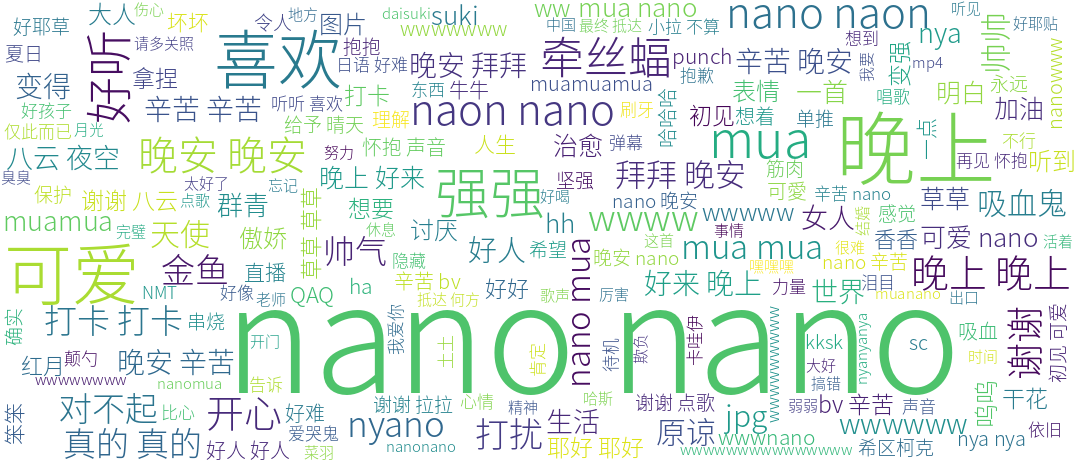 好耶草
大人
伤心
坏坏
令人
地方
图片
daisuki
suki
wwwwwww
ww mua nano
中国
最终 抵达
小拉 不算
nano naon
听见
好耶贴
夏日
请多关照
好听
喜欢
抱抱
日语
好难
晚安 拜拜
牵丝蝠
punch
辛苦 晚安
想到
我要
变强
nya
帅帅
变得
拿捏
听听 喜欢
打卡
东西
牛牛
muamuamua
抱歉
表情
一首
mp4
唱歌
明白
永远
nanowww
好孩子
辛苦 辛苦
给予 晴天
naon nano
理解
刷牙
哈哈哈
初见
想着
单推
加油
仅此而已
月光
努力
怀抱 声音
人生
治愈
弹幕
mua
晚上
一点
不行
听到
八云 夜空
晚安 晚安
再见 怀抱
臭臭
太好了
忘记
晚上 好来
强强
坚强
拜拜 晚安
筋肉
可愛
辛苦 nano
保护
谢谢 八云
点歌
群青
想要
好喝
nano 晚安
wwww
wwwww
女人
结婚
感觉
草草
吸血鬼
muamua
完璧
天使
傲娇
草草 草草
休息
讨厌
hh
希望
这首
mua mua
事情
很难
香香
可爱 nano
活着
可爱
金鱼
直播
帅气
隐藏
好人
nano mua
晚安 nano
嘿嘿嘿
nano 辛苦
晚上 晚上
确实
NMT
好像
老师
QAQ
ha
辛苦 bv
抵达 何方
好好
歌声
厉害
好来 晚上
力量
世界
泪目
muanano
出口
打卡 打卡
串烧
nano nano
我爱你
卡哇伊
kksk
wwwwwwwwwwww
nyanyanya
sc
吸血
谢谢
初见 可爱
红月
颠勺
晚安 辛苦
开门
土土
肯定
待机
欺负
大好
搞错
时间
wwwwwwww
nanomua
告诉
谢谢 拉拉
心情
哈斯
弱弱
bv 辛苦
声音
呜呜
干花
对不起
比心
开心
好难
nyano
精神
生活
谢谢 点歌
jpg
wwwwww
依旧
笨笨
真的 真的
好人 好人
爱哭鬼
菜羽
nanonano
打扰
耶好 耶好
原谅
wwwnano
wwwwwwwwwwwwwww
希区柯克
nya nya